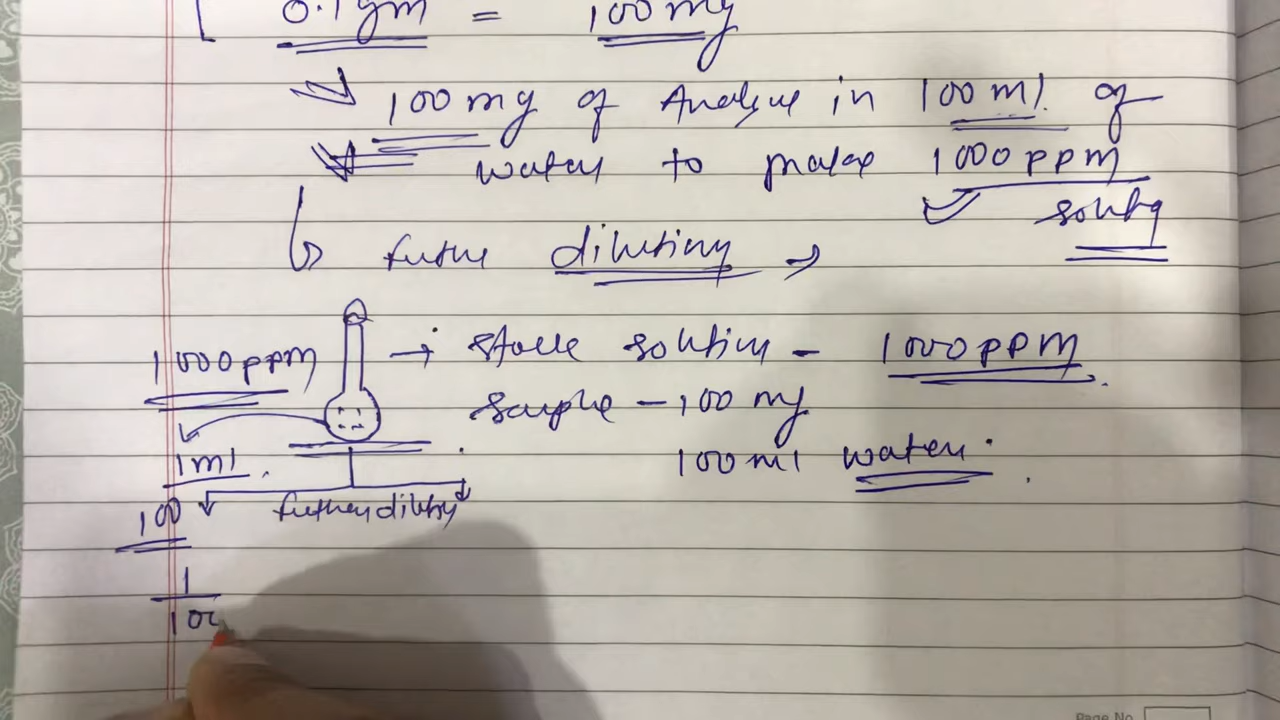 0.1 gm = 100 mg
100 mg of Analyte in 100 ml. of
water to make 1000 ppm
solution
further dilution
1000 ppm → stock solution - 1000 ppm.
sample - 100 mg
1 ml. 100 ml water.
100 further dilution
1
100
Page No.